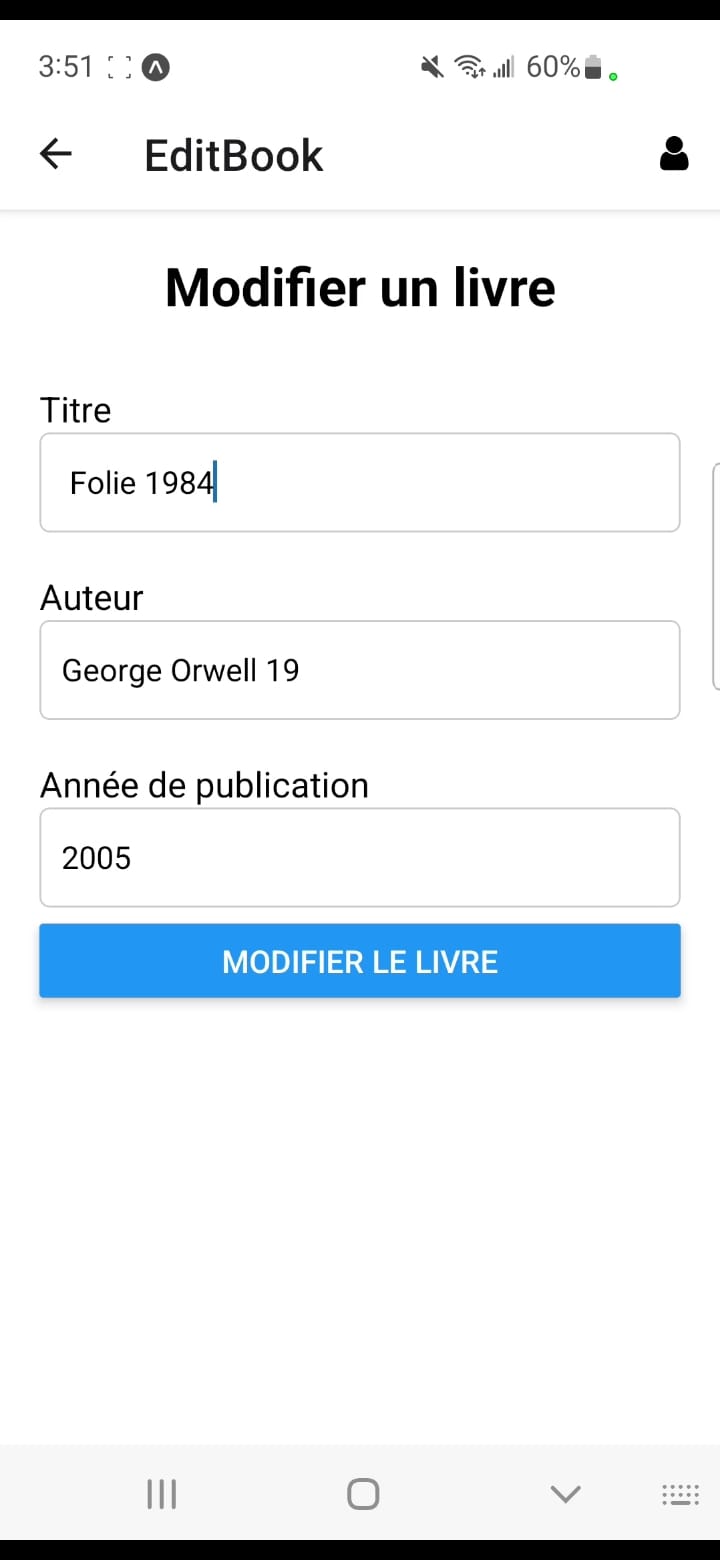 3:51
60%
EditBook
Modifier un livre
Titre
Folie 1984
Auteur
George Orwell 19
Année de publication
2005
MODIFIER LE LIVRE